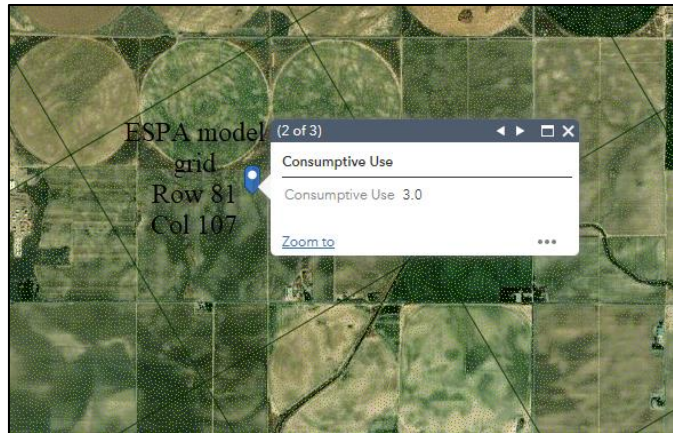 ESPA model
grid
Row 81
Col 107
(2 of 3)
Consumptive Use
Consumptive Use 3.0
Zoom to